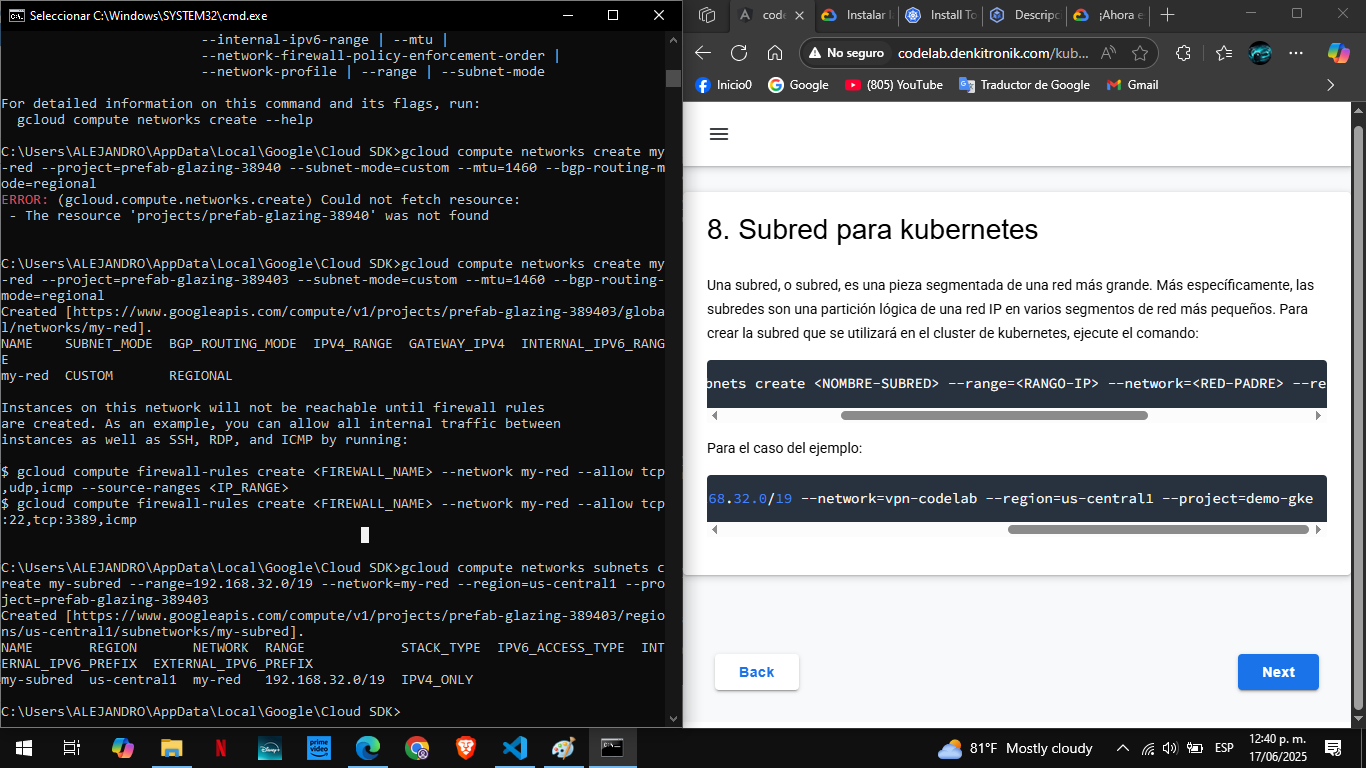 Seleccionar C:\Windows\SYSTEM32\cmd.exe
--internal-ipv6-range | --mtu |
--network-firewall-policy-enforcement-order |
--network-profile | --range | --subnet-mode
For detailed information on this command and its flags, run:
gcloud compute networks create --help
C:\Users\ALEJANDRO\AppData\Local\Google\Cloud SDK>gcloud compute networks create my
-red --project=prefab-glazing-38940 --subnet-mode=custom --mtu=1460 --bgp-routing-m
ode=regional
ERROR: (gcloud.compute.networks.create) Could not fetch resource:
- The resource 'projects/prefab-glazing-38940' was not found
C:\Users\ALEJANDRO\AppData\Local\Google\Cloud SDK>gcloud compute networks create my
-red --project=prefab-glazing-389403 --subnet-mode=custom --mtu=1460 --bgp-routing-
mode=regional
Created [https://www.googleapis.com/compute/v1/projects/prefab-glazing-389403/globa
l/networks/my-red].
NAME SUBNET_MODE BGP_ROUTING_MODE IPV4_RANGE GATEWAY_IPV4 INTERNAL_IPV6_RANG
E
my-red CUSTOM REGIONAL
Instances on this network will not be reachable until firewall rules
are created. As an example, you can allow all internal traffic between
instances as well as SSH, RDP, and ICMP by running:
$ gcloud compute firewall-rules create <FIREWALL_NAME> --network my-red --allow tcp
,udp,icmp --source-ranges <IP_RANGE>
$ gcloud compute firewall-rules create <FIREWALL_NAME> --network my-red --allow tcp
:22,tcp:3389,icmp
C:\Users\ALEJANDRO\AppData\Local\Google\Cloud SDK>gcloud compute networks subnets c
reate my-subred --range=192.168.32.0/19 --network=my-red --region=us-central1 --pro
ject=prefab-glazing-389403
Created [https://www.googleapis.com/compute/v1/projects/prefab-glazing-389403/regio
ns/us-central1/subnetworks/my-subred].
NAME REGION NETWORK RANGE STACK_TYPE IPV6_ACCESS_TYPE INT
ERNAL_IPV6_PREFIX EXTERNAL_IPV6_PREFIX
my-subred us-central1 my-red 192.168.32.0/19 IPV4_ONLY
C:\Users\ALEJANDRO\AppData\Local\Google\Cloud SDK>
code Instalar l Install To Descripc ¡Ahora e
No seguro codelab.denkitronik.com/kub...
Inicio0 Google (805) YouTube Traductor de Google Gmail
8. Subred para kubernetes
Una subred, o subred, es una pieza segmentada de una red más grande. Más específicamente, las
subredes son una partición lógica de una red IP en varios segmentos de red más pequeños. Para
crear la subred que se utilizará en el cluster de kubernetes, ejecute el comando:
bnets create <NOMBRE-SUBRED> --range=<RANGO-IP> --network=<RED-PADRE> --re
Para el caso del ejemplo:
68.32.0/19 --network=vpn-codelab --region=us-central1 --project=demo-gke
Back Next
81°F Mostly cloudy ESP 12:40 p. m.
17/06/2025